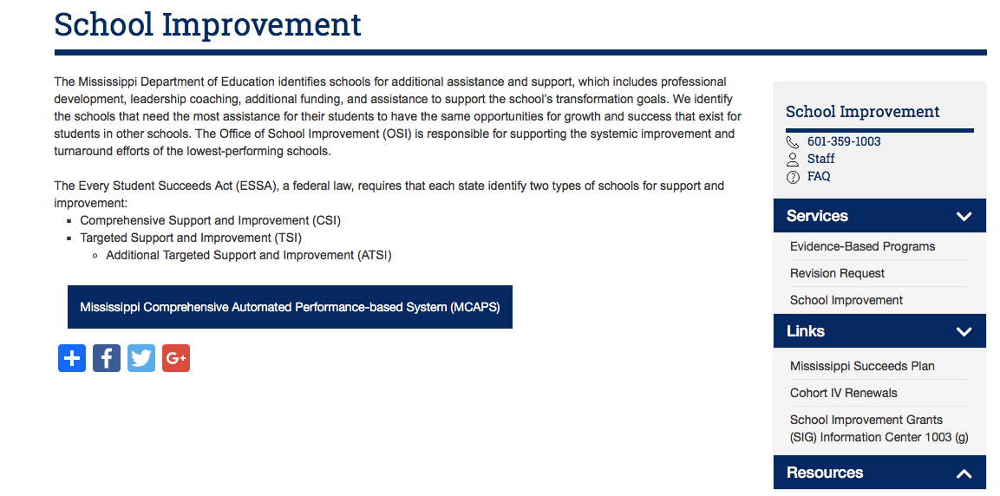 School Improvement
The Mississippi Department of Education identifies schools for additional assistance and support, which includes professional
development, leadership coaching, additional funding, and assistance to support the school's transformation goals. We identify
the schools that need the most assistance for their students to have the same opportunities for growth and success that exist for
students in other schools. The Office of School Improvement (OSI) is responsible for supporting the systemic improvement and
turnaround efforts of the lowest-performing schools.
The Every Student Succeeds Act (ESSA), a federal law, requires that each state identify two types of schools for support and
improvement:
Comprehensive Support and Improvement (CSI)
Targeted Support and Improvement (TSI)
Additional Targeted Support and Improvement (ATSI)
Mississippi Comprehensive Automated Performance-based System (MCAPS)
G+
School Improvement
601-359-1003
Staff
FAQ
Services
Evidence-Based Programs
Revision Request
School Improvement
Links
Mississippi Succeeds Plan
Cohort IV Renewals
School Improvement Grants
(SIG) Information Center 1003 (g)
Resources